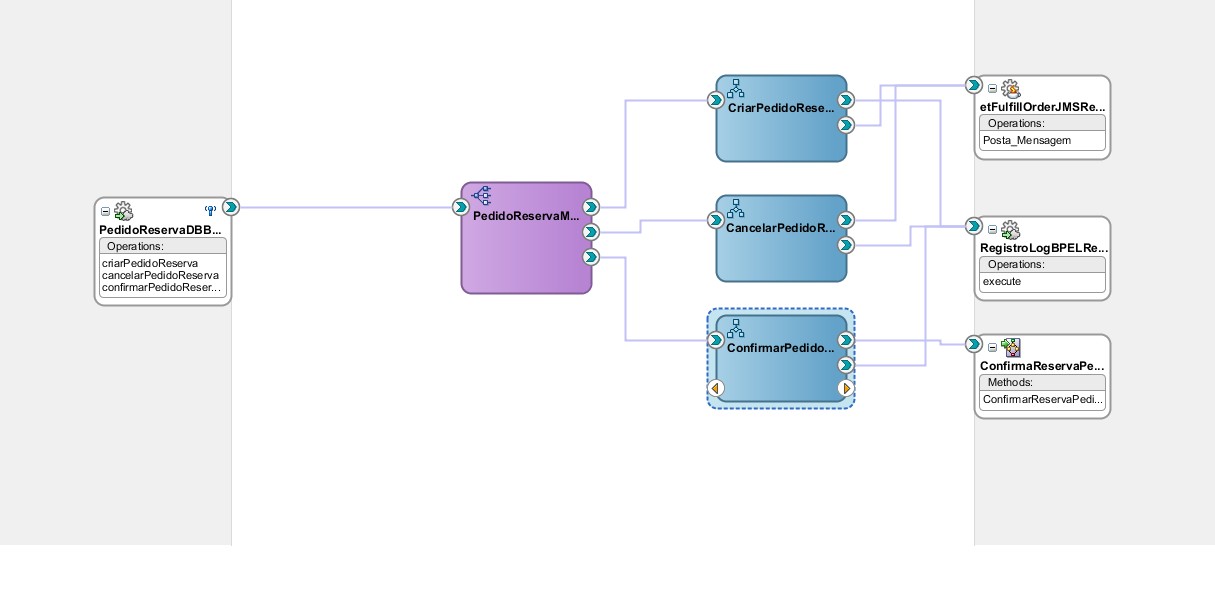 PedidoReservaDBB...
Operations:
criarPedidoReserva
cancelarPedidoReserva
confirmarPedidoReser...
PedidoReservaM...
CriarPedidoRese...
CancelarPedidoR...
ConfirmarPedido...
etFulfillOrderJMSRe...
Operations:
Posta_Mensagem
RegistroLogBPELRe...
Operations:
execute
ConfirmaReservaPe...
Methods:
ConfirmarReservaPedi...